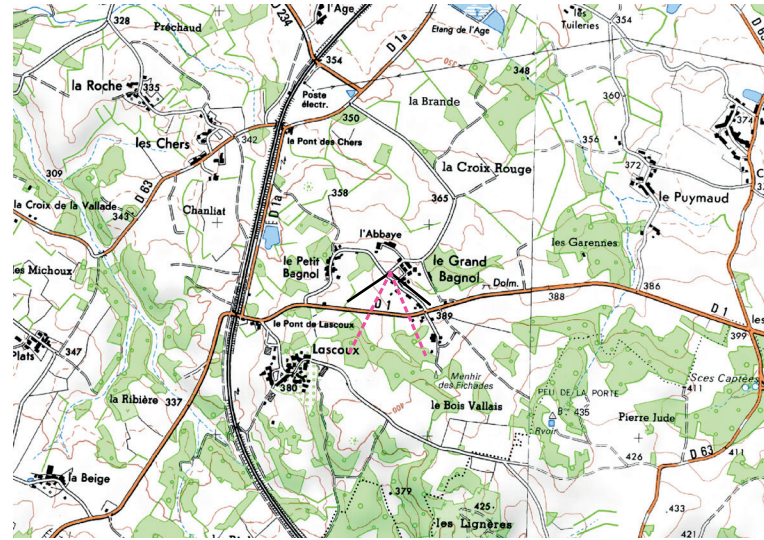 328
Préchaud
D 234
l'Age
D 1a
Etang de l'Age
les
Tuileries
354
354
330
348
360
la Roche
335
Poste
électr.
350
la Brande
374
les Chers
342
le Pont des Chers
356
309
D 63
la Croix Rouge
372
le Puymaud
la Croix de la Vallade
343
Chanliat
D 1a
358
365
l'Abbaye
les Garennes
les Michoux
le Petit
Bagnol
le Grand
Bagnol
Dolm.
388
386
D 1
389
D 1
399
le Pont de Lascoux
Plats
347
Lascoux
380
Menhir
des Fichades
411
Sces Captées
la Ribière
337
400
le Bois Vallais
PEU DE LA PORTE
435
Pierre Jude
Rvoir
426
D 63
411
la Beige
379
425
433
les Lignères
421